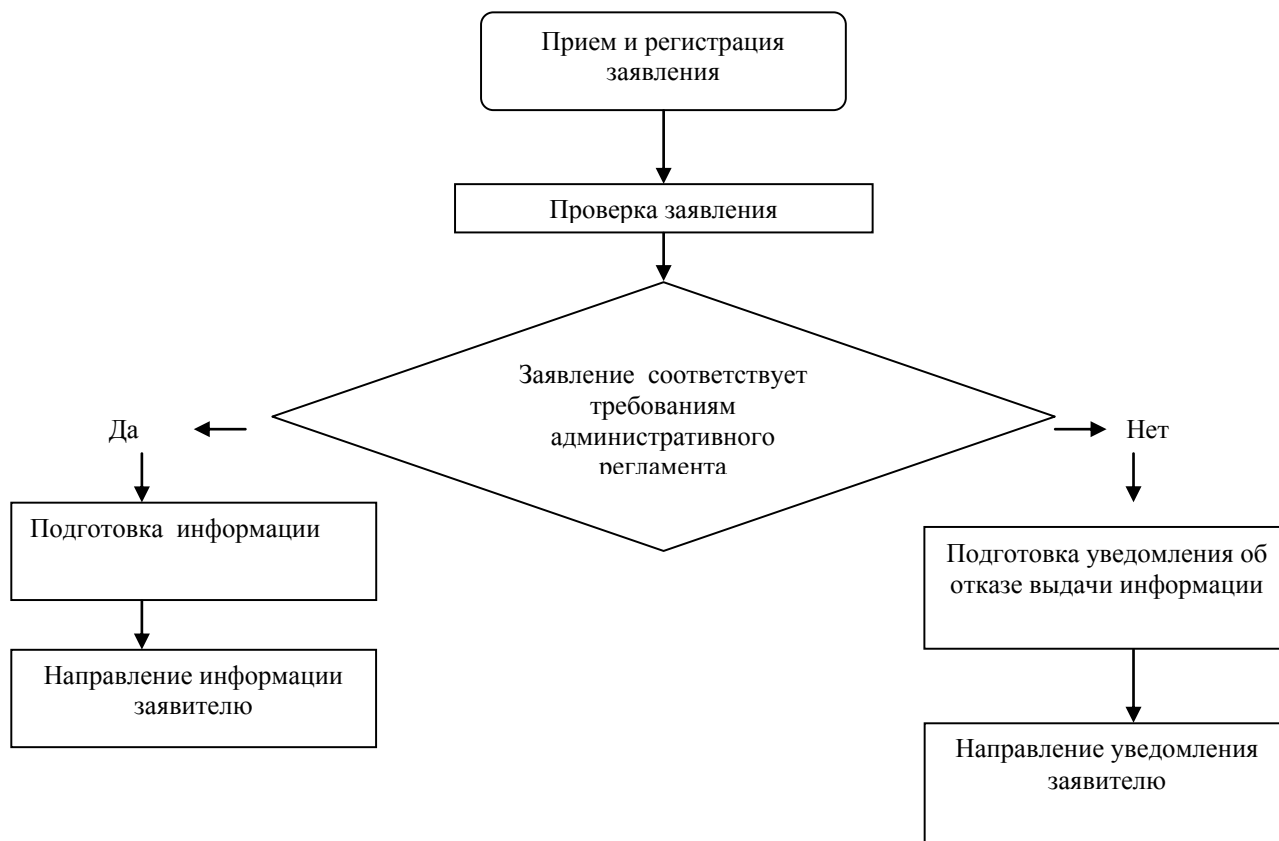 Прием и регистрация
заявления
Проверка заявления
Заявление  соответствует
требованиям
административного
регламента
Да
Нет
Подготовка  информации
Направление информации
заявителю
Подготовка уведомления об
отказе выдачи информации
Направление уведомления
заявителю